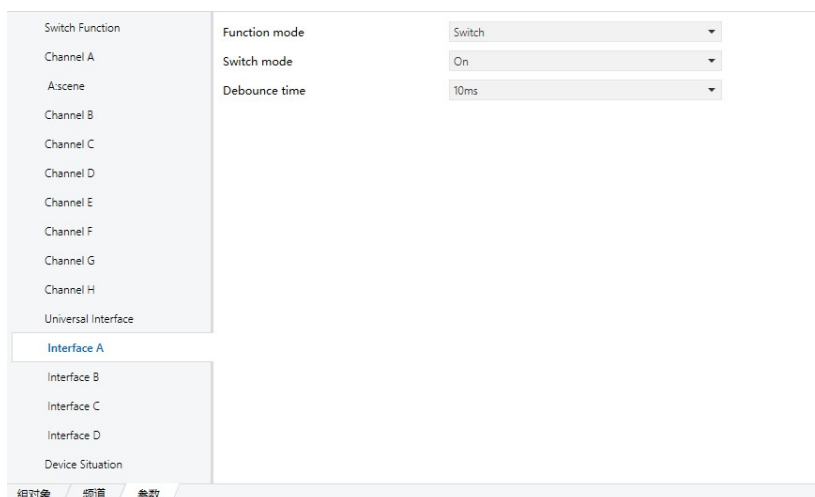 Switch Function
Channel A
A:scene
Channel B
Channel C
Channel D
Channel E
Channel F
Channel G
Channel H
Universal Interface
Interface A
Interface B
Interface C
Interface D
Device Situation
Function mode Switch
Switch mode On
Debounce time 10ms
组对象 频道 参数